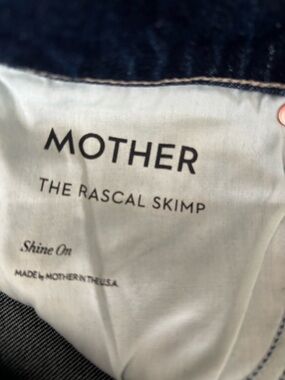 MOTHER
THE RASCAL SKIMP
Shine On
MADE by MOTHER IN THE U.S.A.